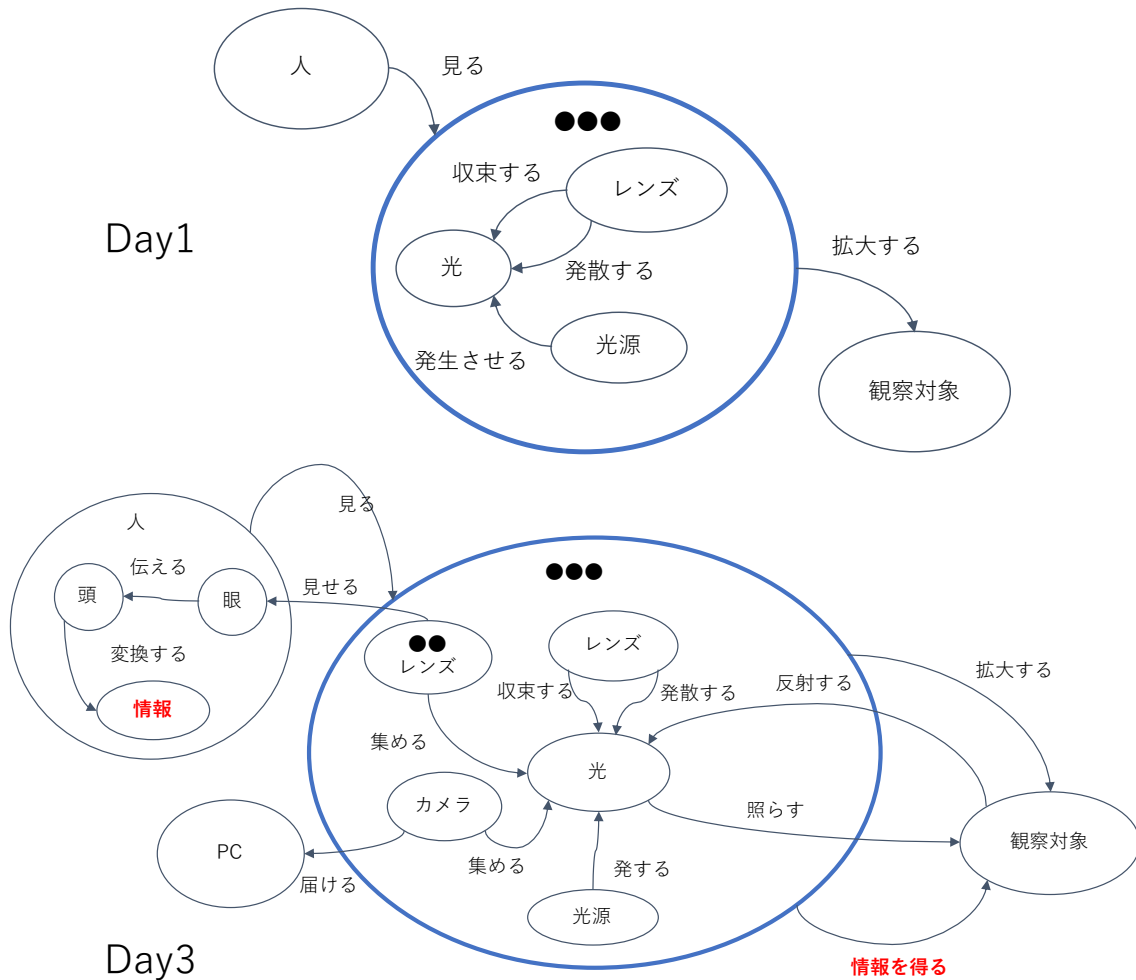 人
見る
●●●
収束する
レンズ
Day1
光
発散する
拡大する
発生させる
光源
観察対象
見る
人
●●●
伝える
頭
眼
見せる
●●
レンズ
レンズ
変換する
情報
収束する
発散する
反射する
拡大する
集める
光
カメラ
照らす
PC
届ける
集める
発する
観察対象
光源
Day3
情報を得る